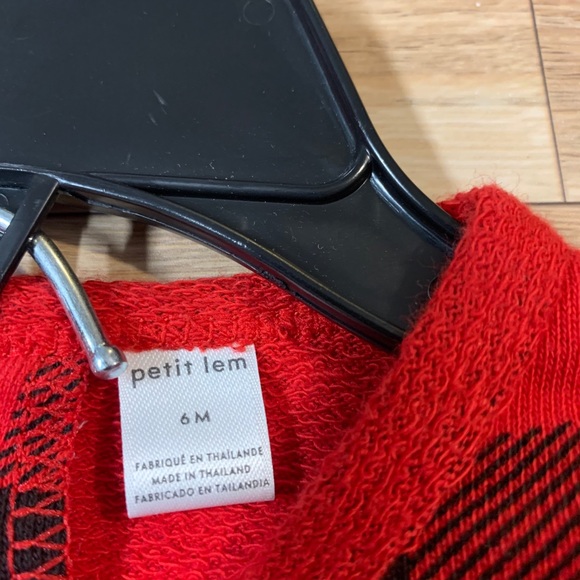 petit lem
6 M
FABRIQUÉ EN THAÏLANDE
MADE IN THAILAND
FABRICADO EN TAILANDIA